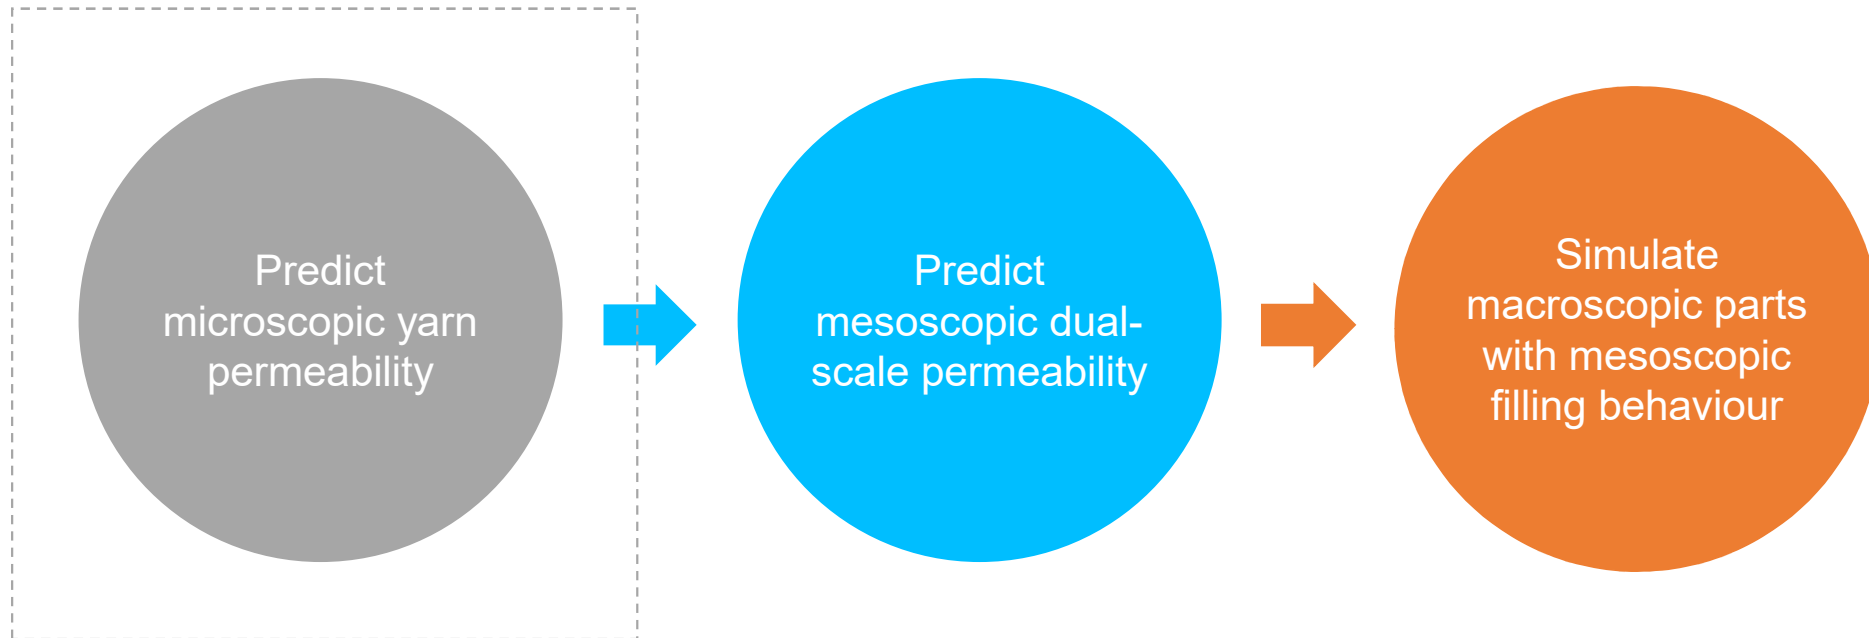 Predict
microscopic yarn
permeability
Predict
mesoscopic dual-
scale permeability
Simulate
macroscopic parts
with mesoscopic
filling behaviour